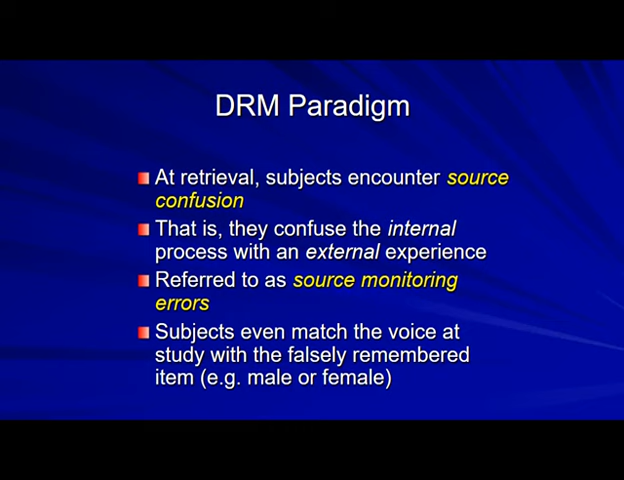 DRM Paradigm
At retrieval, subjects encounter source
confusion
That is, they confuse the internal
process with an external experience
Referred to as source monitoring
errors
Subjects even match the voice at
study with the falsely remembered
item (e.g. male or female)